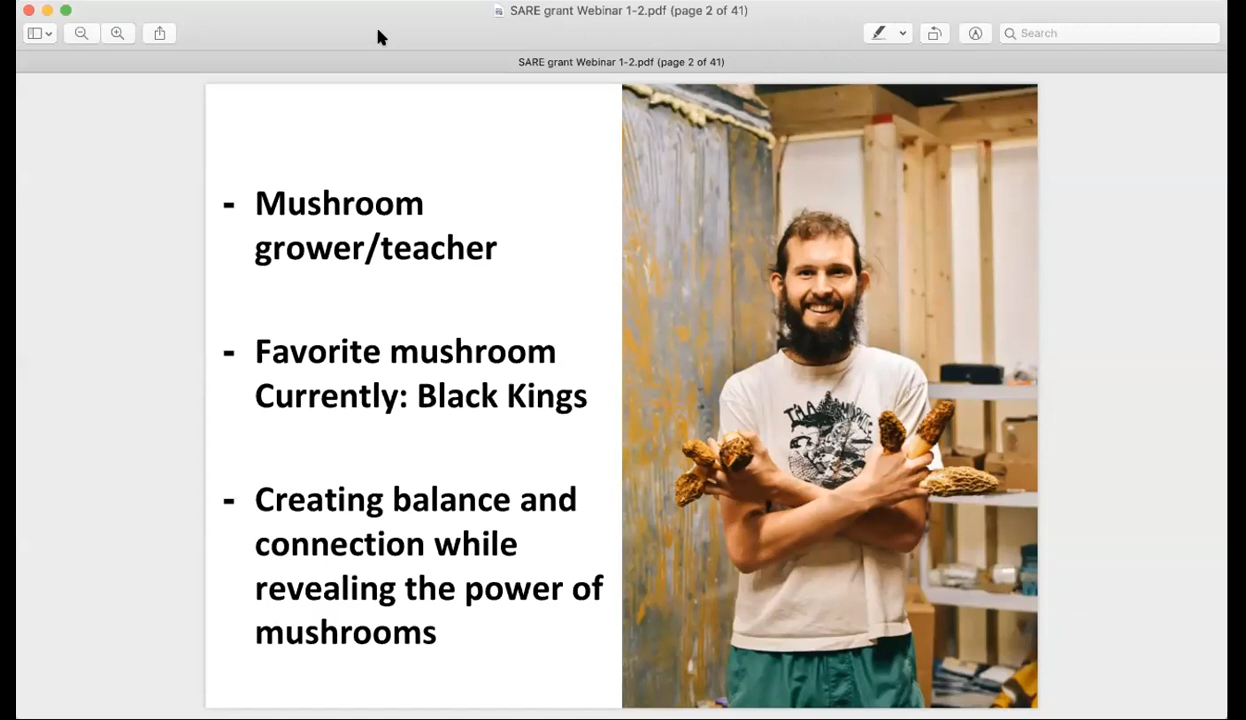 SARE grant Webinar 1-2.pdf (page 2 of 41)
Search
SARE grant Webinar 1-2.pdf (page 2 of 41)
- Mushroom
grower/teacher
- Favorite mushroom
Currently: Black Kings
- Creating balance and
connection while
revealing the power of
mushrooms